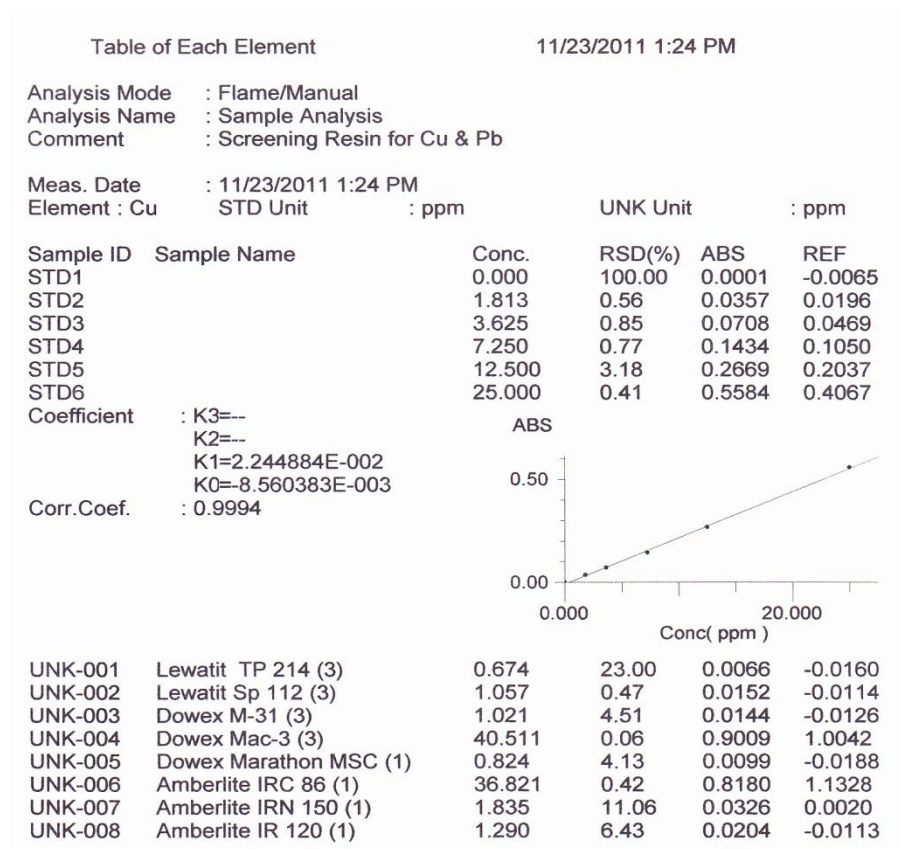 Table of Each Element 11/23/2011 1:24 PM
Analysis Mode : Flame/Manual
Analysis Name : Sample Analysis
Comment : Screening Resin for Cu & Pb
Meas. Date : 11/23/2011 1:24 PM
Element : Cu STD Unit : ppm UNK Unit : ppm
Sample ID Sample Name Conc. RSD(%) ABS REF
STD1 0.000 100.00 0.0001 -0.0065
STD2 1.813 0.56 0.0357 0.0196
STD3 3.625 0.85 0.0708 0.0469
STD4 7.250 0.77 0.1434 0.1050
STD5 12.500 3.18 0.2669 0.2037
STD6 25.000 0.41 0.5584 0.4067
Coefficient : K3=--
K2=--
K1=2.244884E-002
K0=-8.560383E-003
Corr.Coef. : 0.9994
ABS
0.50
0.00
0.000 20.000
Conc( ppm )
UNK-001 Lewatit TP 214 (3) 0.674 23.00 0.0066 -0.0160
UNK-002 Lewatit Sp 112 (3) 1.057 0.47 0.0152 -0.0114
UNK-003 Dowex M-31 (3) 1.021 4.51 0.0144 -0.0126
UNK-004 Dowex Mac-3 (3) 40.511 0.06 0.9009 1.0042
UNK-005 Dowex Marathon MSC (1) 0.824 4.13 0.0099 -0.0188
UNK-006 Amberlite IRC 86 (1) 36.821 0.42 0.8180 1.1328
UNK-007 Amberlite IRN 150 (1) 1.835 11.06 0.0326 0.0020
UNK-008 Amberlite IR 120 (1) 1.290 6.43 0.0204 -0.0113